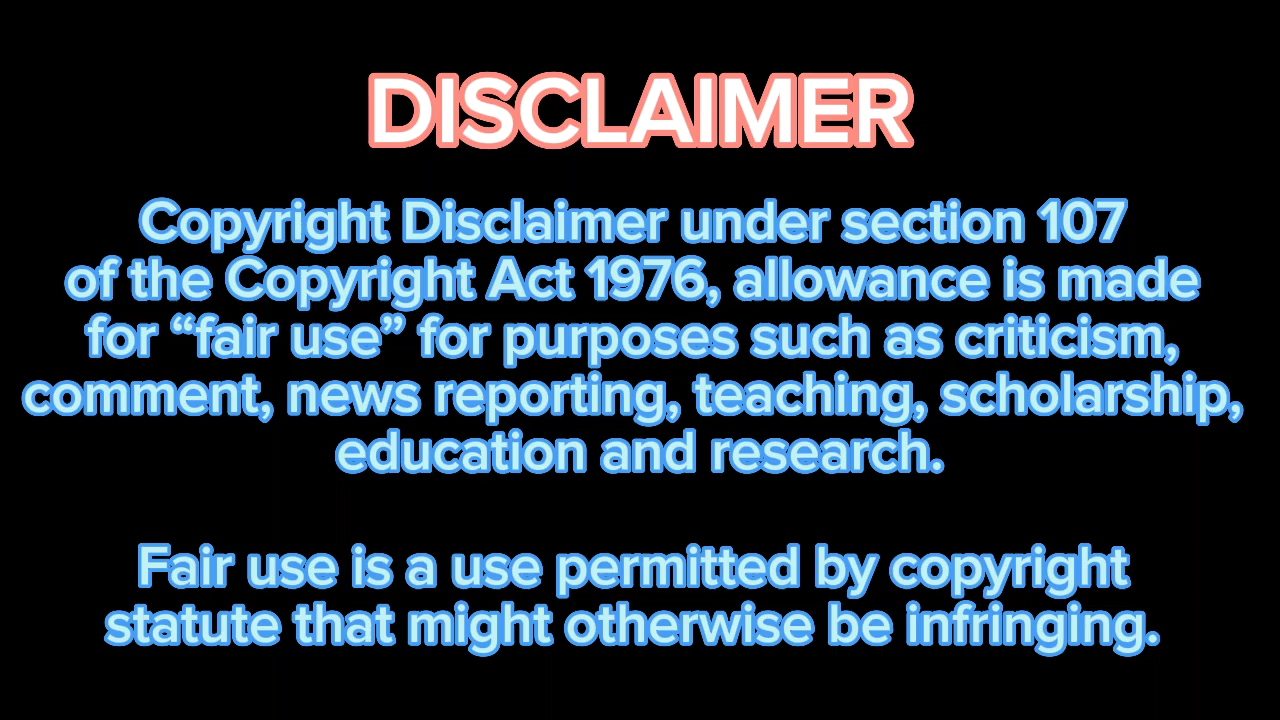 DISCLAIMER
Copyright Disclaimer under section 107
of the Copyright Act 1976, allowance is made
for “fair use” for purposes such as criticism,
comment, news reporting, teaching, scholarship,
education and research.
Fair use is a use permitted by copyright
statute that might otherwise be infringing.